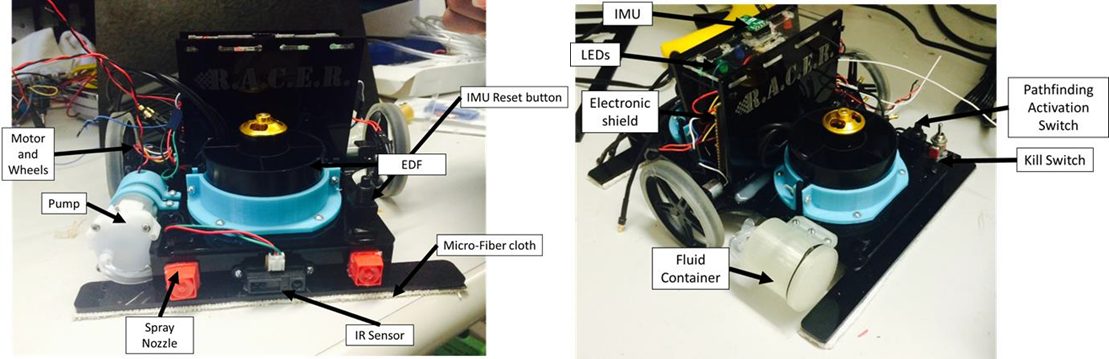 R.A.C.E.R.
IMU Reset button
Motor
and
Wheels
EDF
Pump
Micro-Fiber cloth
Spray
Nozzle
IR Sensor
IMU
LEDs
R.A.C.E.R.
Electronic
shield
Pathfinding
Activation
Switch
Kill Switch
Fluid
Container